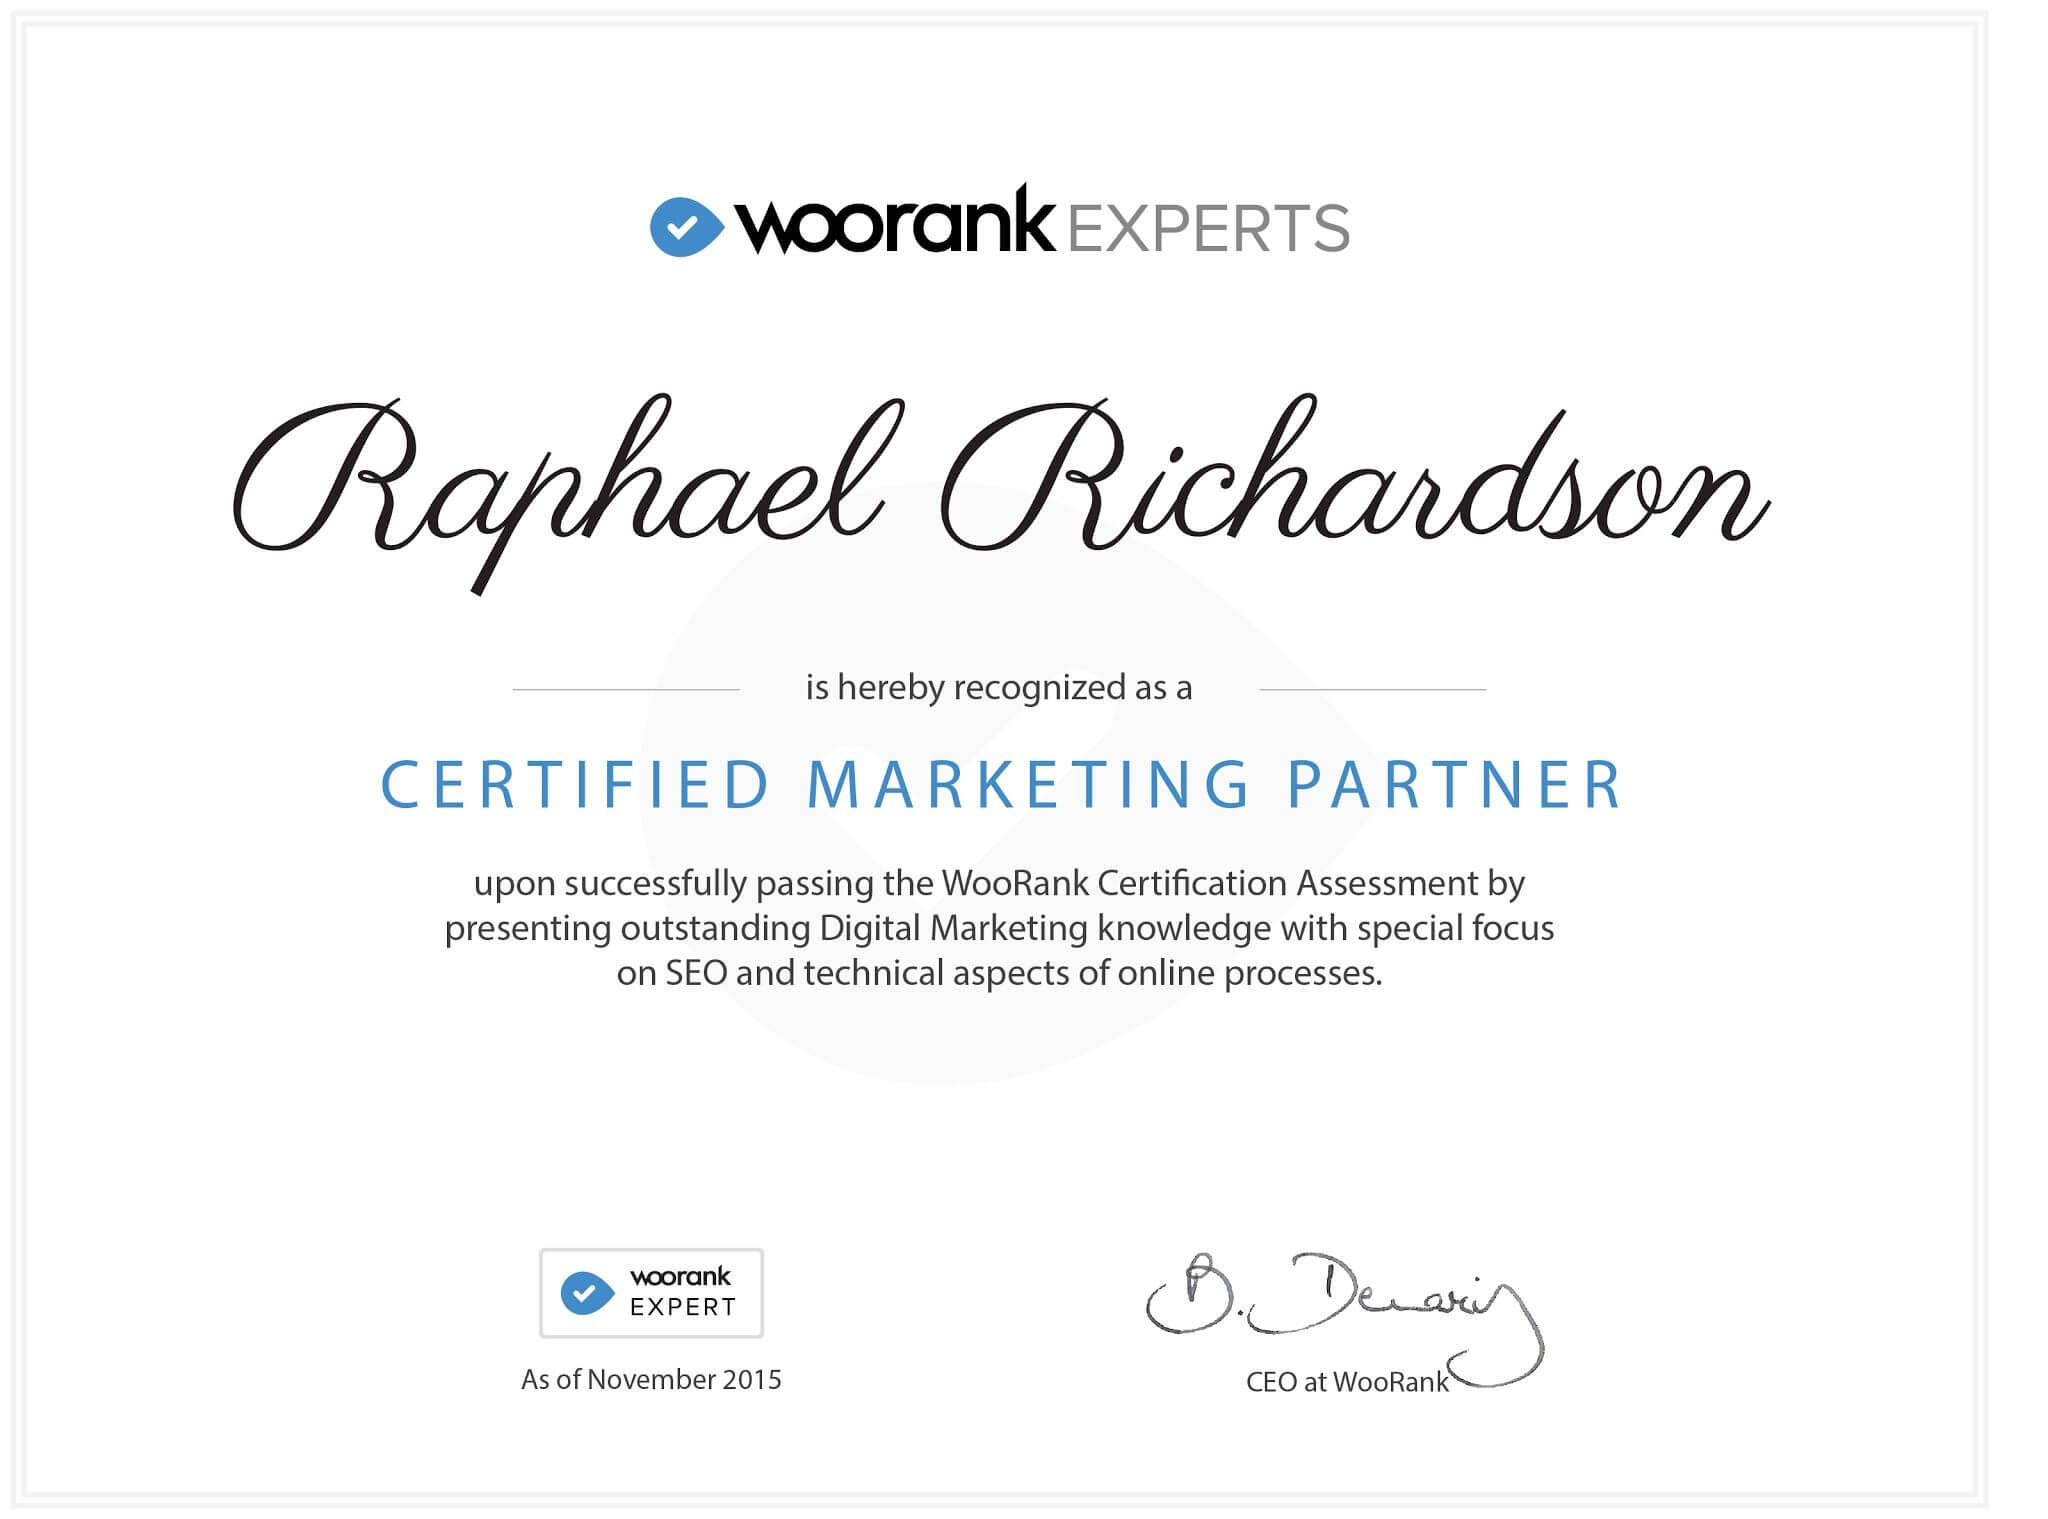 woorank EXPERTS
Raphael Richardson
is hereby recognized as a
CERTIFIED MARKETING PARTNER
upon successfully passing the WooRank Certification Assessment by
presenting outstanding Digital Marketing knowledge with special focus
on SEO and technical aspects of online processes.
woorank
EXPERT
As of November 2015
B.
CEO at WooRank